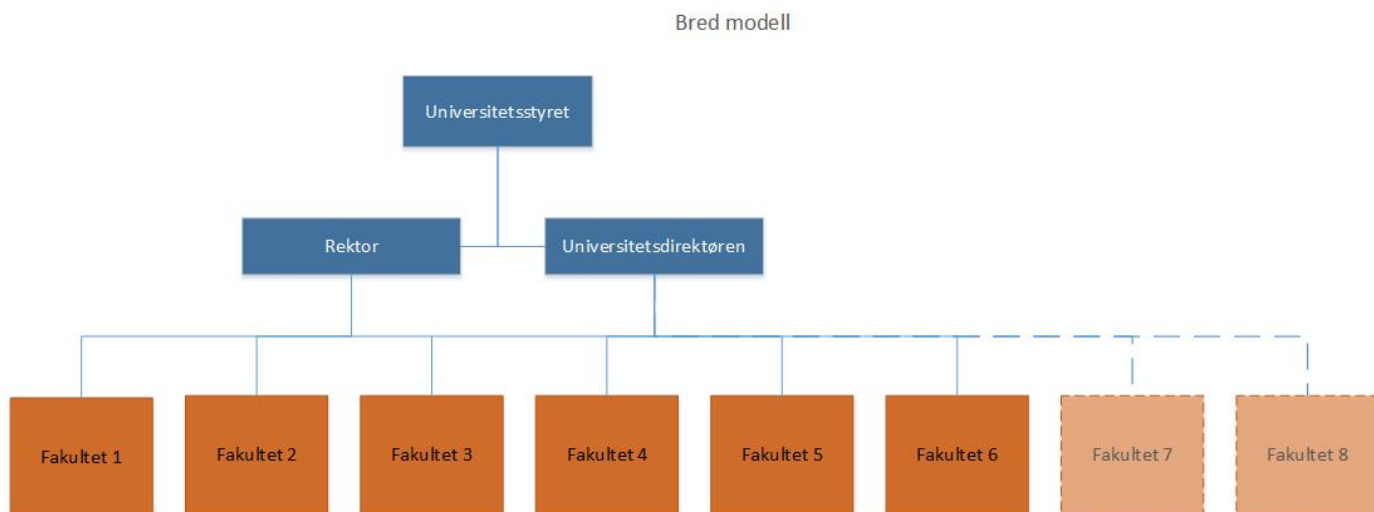 Bred modell
Universitetsstyret
Rektor
Universitetsdirektøren
Fakultet 1
Fakultet 2
Fakultet 3
Fakultet 4
Fakultet 5
Fakultet 6
Fakultet 7
Fakultet 8